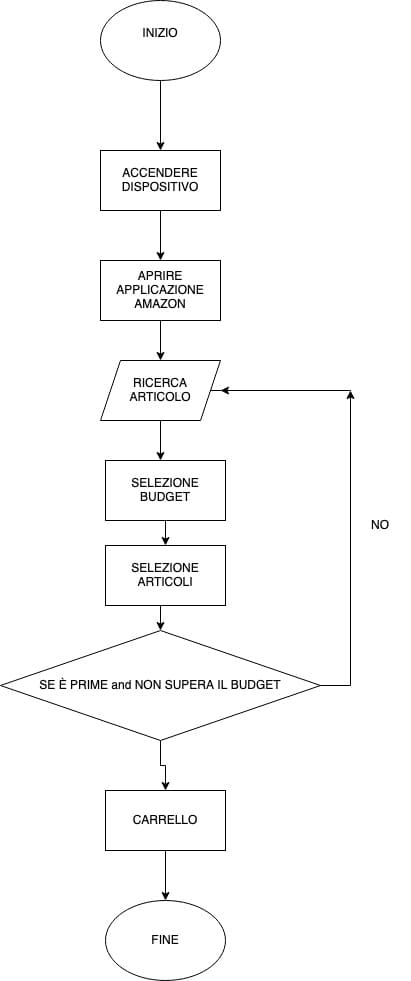 INIZIO
ACCENDERE
DISPOSITIVO
APRIRE
APPLICAZIONE
AMAZON
RICERCA
ARTICOLO
SELEZIONE
BUDGET
NO
SELEZIONE
ARTICOLI
SE È PRIME and NON SUPERA IL BUDGET
CARRELLO
FINE